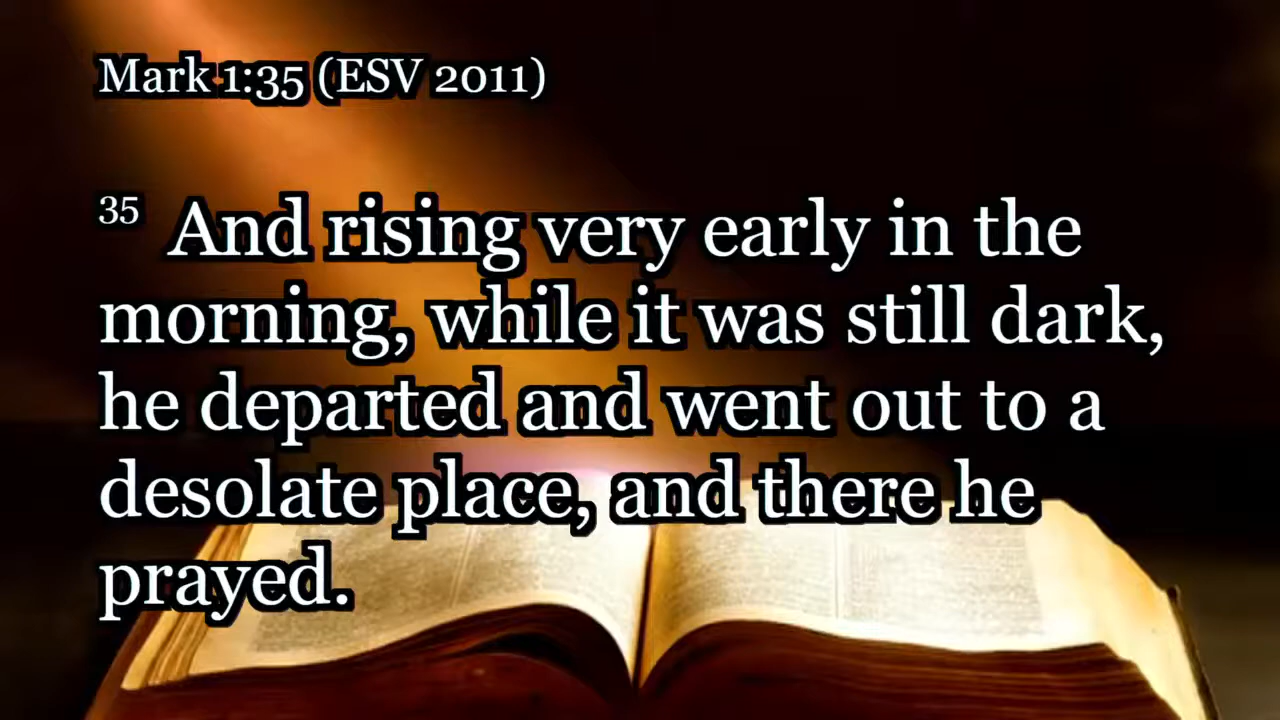 Mark 1:35 (ESV 2011)
35 And rising very early in the
morning, while it was still dark,
he departed and went out to a
desolate place, and there he
prayed.